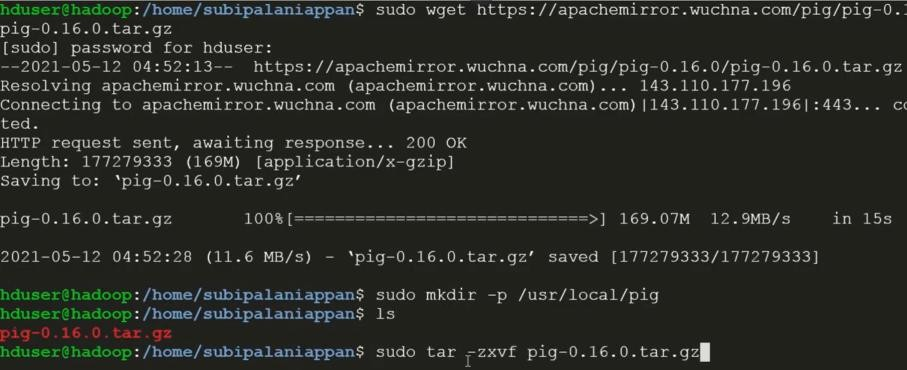 hduser@hadoop:/home/subipalaniappan$ sudo wget https://apachemirror.wuchna.com/pig/pig-0.1
pig-0.16.0.tar.gz
[sudo] password for hduser:
--2021-05-12 04:52:13--  https://apachemirror.wuchna.com/pig/pig-0.16.0/pig-0.16.0.tar.gz
Resolving apachemirror.wuchna.com (apachemirror.wuchna.com)... 143.110.177.196
Connecting to apachemirror.wuchna.com (apachemirror.wuchna.com)|143.110.177.196|:443... co
ted.
HTTP request sent, awaiting response... 200 OK
Length: 177279333 (169M) [application/x-gzip]
Saving to: ‘pig-0.16.0.tar.gz’
pig-0.16.0.tar.gz       100%[=============================>] 169.07M  12.9MB/s    in 15s
2021-05-12 04:52:28 (11.6 MB/s) - ‘pig-0.16.0.tar.gz’ saved [177279333/177279333]
hduser@hadoop:/home/subipalaniappan$ sudo mkdir -p /usr/local/pig
hduser@hadoop:/home/subipalaniappan$ ls
pig-0.16.0.tar.gz
hduser@hadoop:/home/subipalaniappan$ sudo tar -zxvf pig-0.16.0.tar.gz